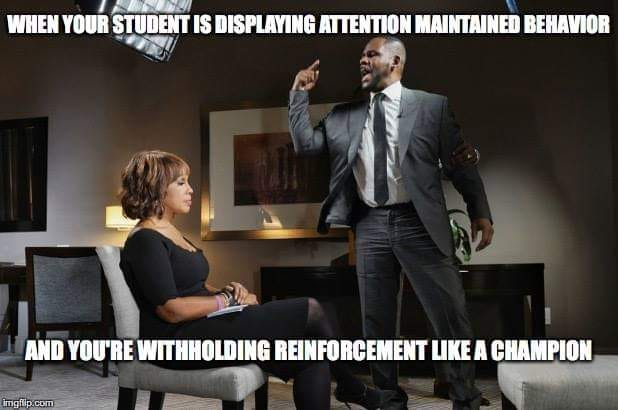 WHEN YOUR STUDENT IS DISPLAYING ATTENTION MAINTAINED BEHAVIOR
AND YOU'RE WITHHOLDING REINFORCEMENT LIKE A CHAMPION
imgflip.com